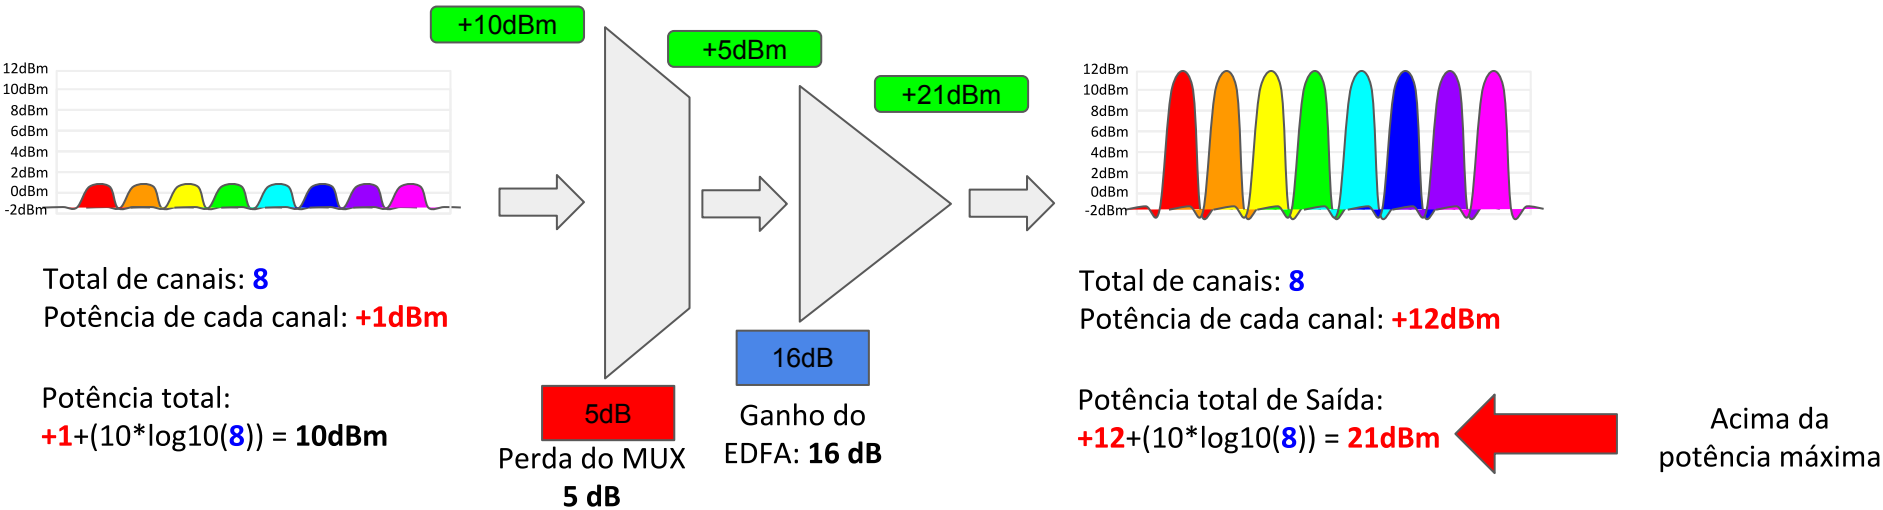 +10dBm
+5dBm
+21dBm
12dBm
10dBm
8dBm
6dBm
4dBm
2dBm
0dBm
-2dBm
12dBm
10dBm
8dBm
6dBm
4dBm
2dBm
0dBm
-2dBm
Total de canais: 8
Potência de cada canal: +1dBm
Potência total:
+1+(10*log10(8)) = 10dBm
5dB
Perda do MUX
5 dB
16dB
Ganho do
EDFA: 16 dB
Total de canais: 8
Potência de cada canal: +12dBm
Potência total de Saída:
+12+(10*log10(8)) = 21dBm
Acima da
potência máxima